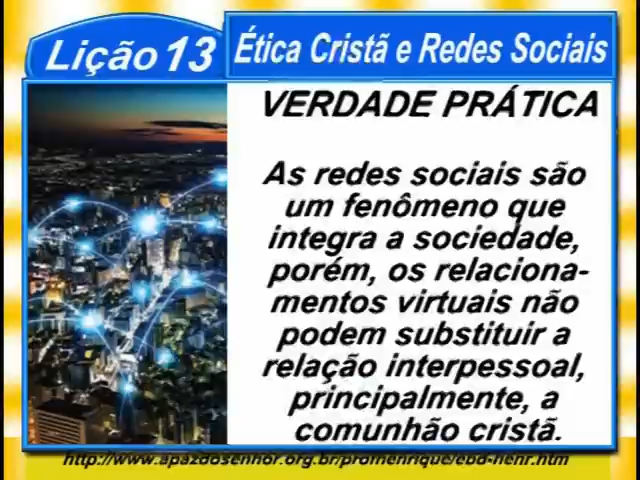 Lição 13
Ética Cristã e Redes Sociais
VERDADE PRÁTICA
As redes sociais são
um fenômeno que
integra a sociedade,
porém, os relaciona-
mentos virtuais não
podem substituir a
relação interpessoal,
principalmente, a
comunhão cristã.
http://www.apazdosenhor.org.br/profhenrique/ebd-henr.htm